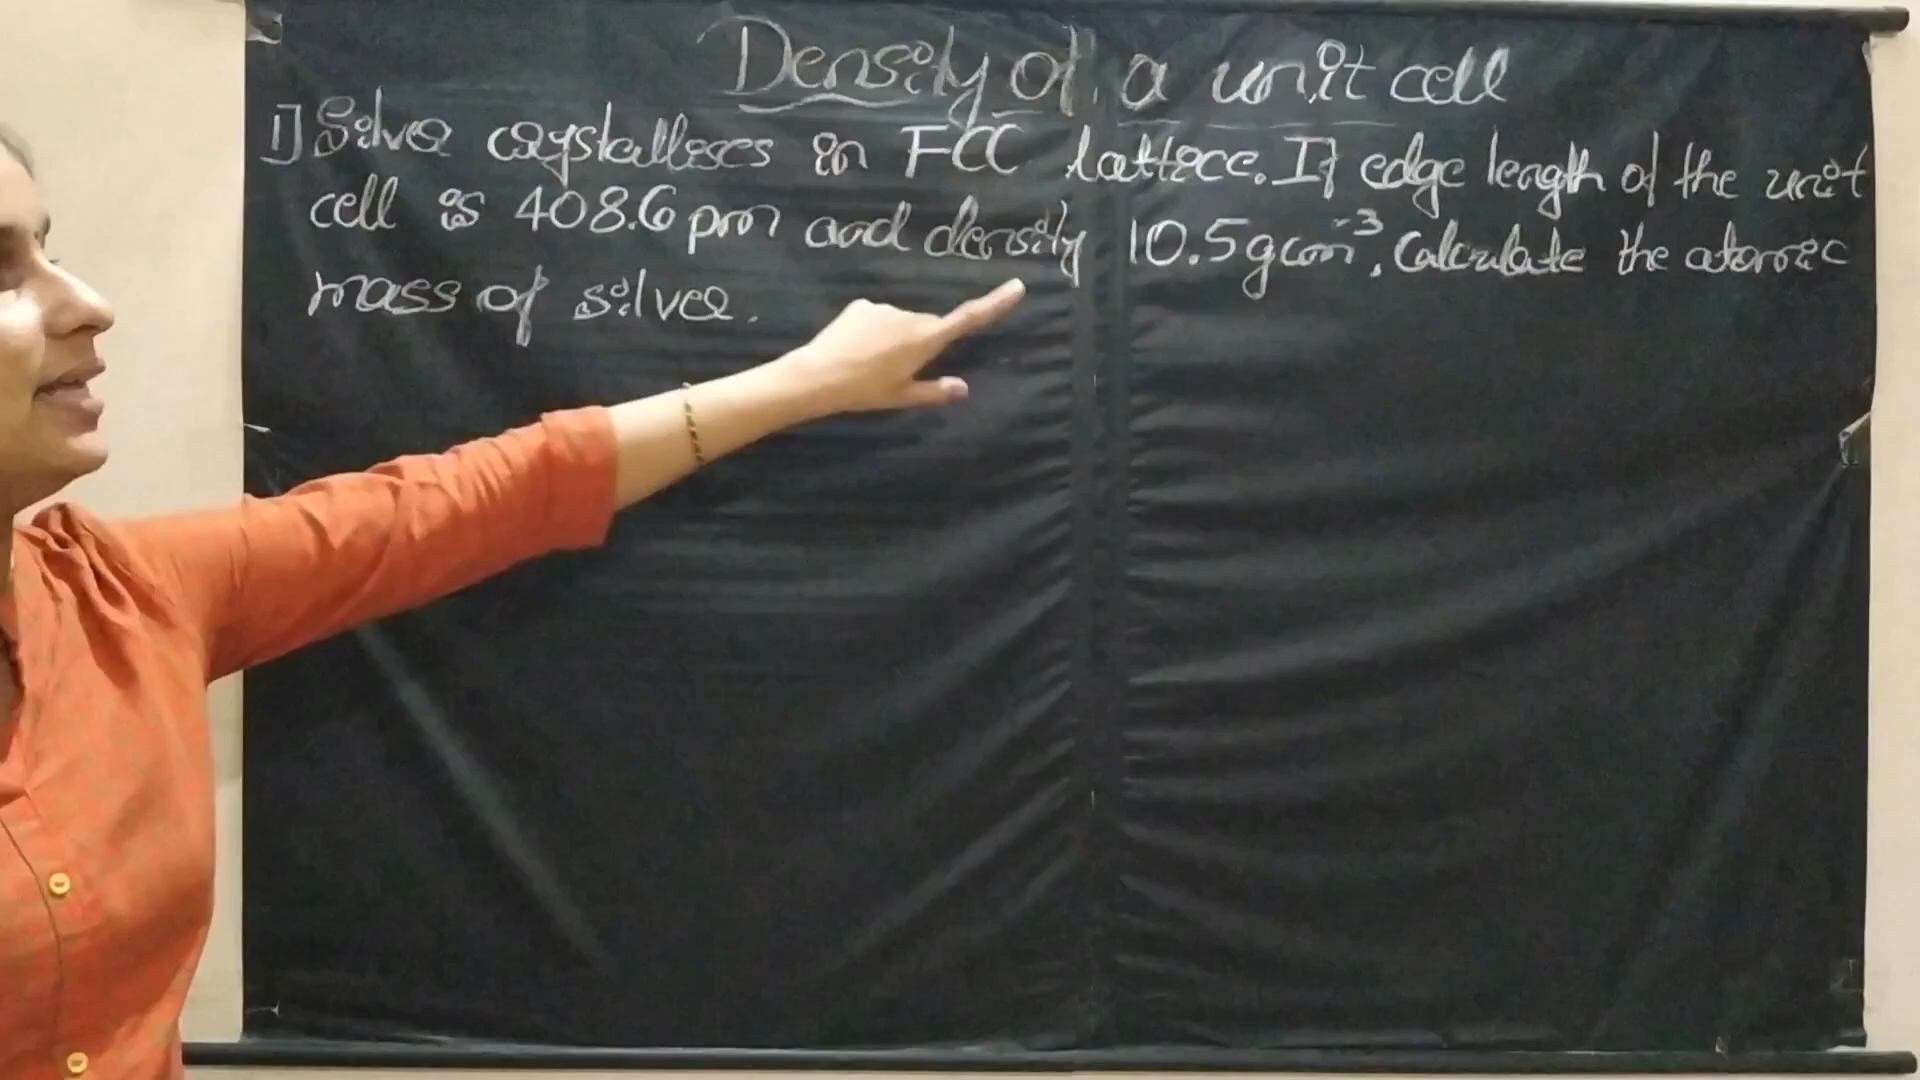 Density of a unit cell
1] Silver crystallises in FCC lattice. If edge length of the unit
cell is 408.6 pm and density 10.5 g cm⁻³. Calculate the atomic
mass of silver.